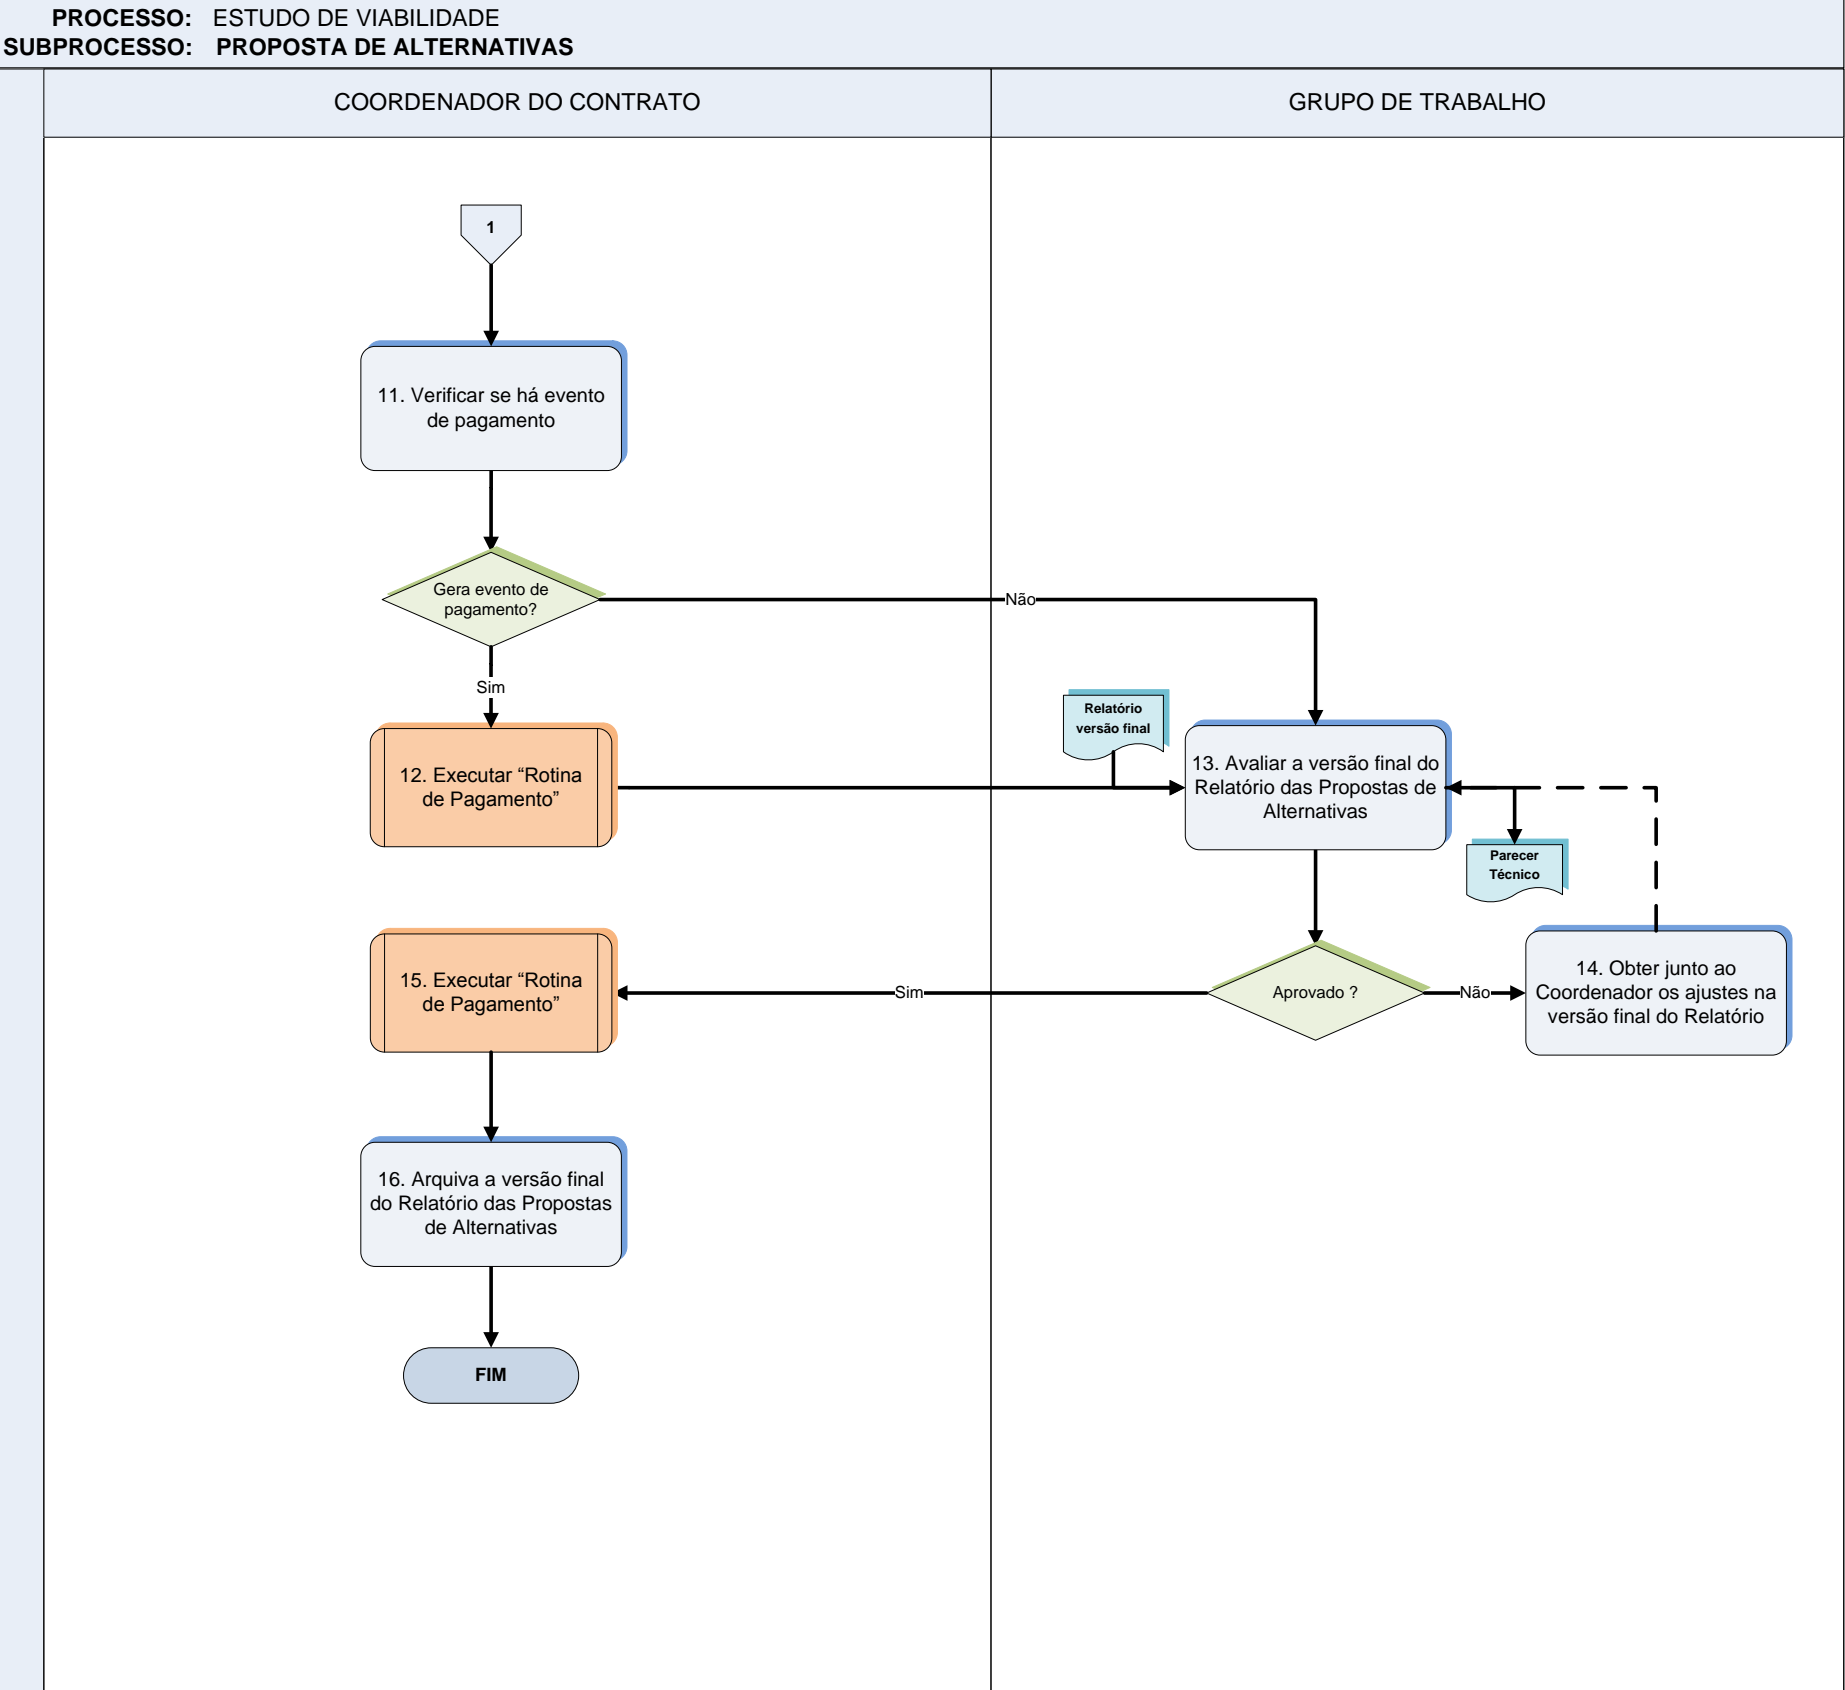 PROCESSO: ESTUDO DE VIABILIDADE
SUBPROCESSO: PROPOSTA DE ALTERNATIVAS
COORDENADOR DO CONTRATO
GRUPO DE TRABALHO
1
11. Verificar se há evento
de pagamento
Gera evento de
pagamento?
Não
Sim
12. Executar “Rotina
de Pagamento”
Relatório
versão final
13. Avaliar a versão final do
Relatório das Propostas de
Alternativas
Parecer
Técnico
Aprovado ?
Não
14. Obter junto ao
Coordenador os ajustes na
versão final do Relatório
Sim
15. Executar “Rotina
de Pagamento”
16. Arquiva a versão final
do Relatório das Propostas
de Alternativas
FIM